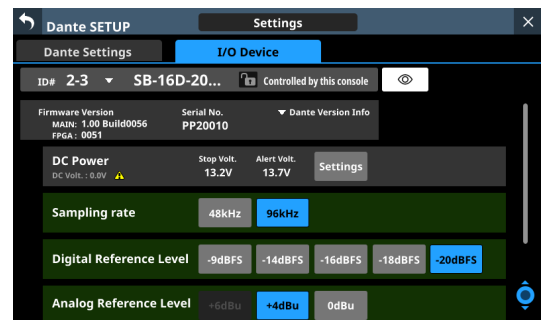 Dante SETUP
Settings
Dante Settings
I/O Device
ID# 2-3 SB-16D-20... Controlled by this console
Firmware Version
MAIN: 1.00 Build0056
FPGA: 0051
Serial No.
PP20010
Dante Version Info
DC Power
DC Volt. : 0.0V
Stop Volt.
13.2V
Alert Volt.
13.7V
Settings
Sampling rate 48kHz 96kHz
Digital Reference Level -9dBFS -14dBFS -16dBFS -18dBFS -20dBFS
Analog Reference Level +6dBu +4dBu 0dBu